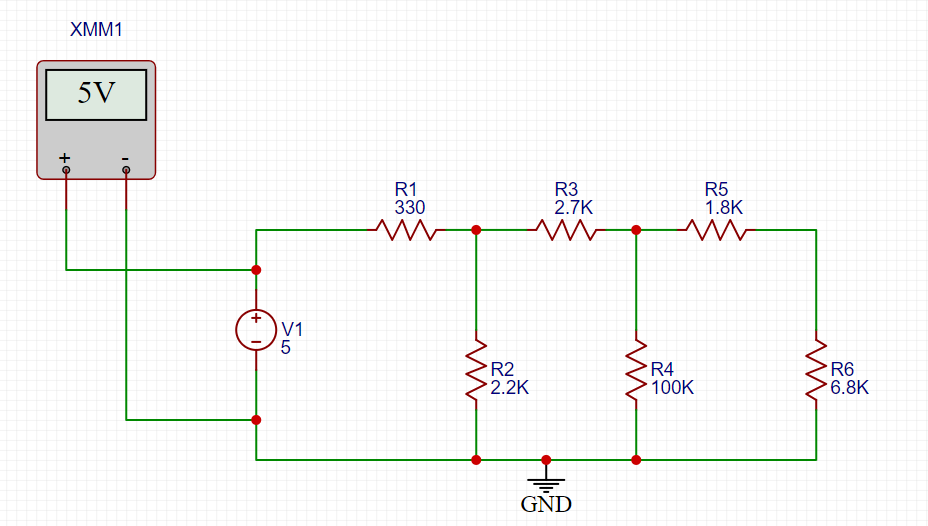 XMM1
5V
+
-
R1
330
R3
2.7K
R5
1.8K
+
−
V1
5
R2
2.2K
R4
100K
R6
6.8K
GND